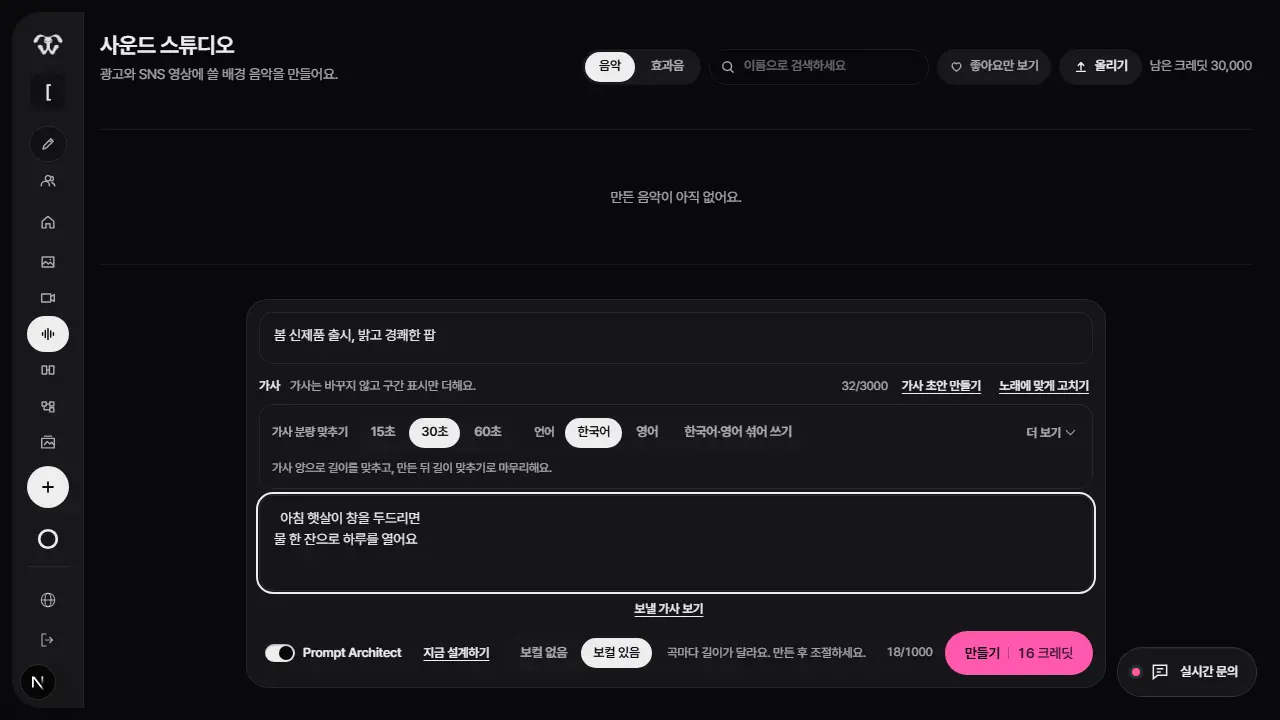 사운드 스튜디오
광고와 SNS 영상에 쓸 배경 음악을 만들어요.
음악 효과음 이름으로 검색하세요 좋아요만 보기 올리기 남은 크레딧 30,000
[
만든 음악이 아직 없어요.
봄 신제품 출시, 밝고 경쾌한 팝
가사 가사는 바꾸지 않고 구간 표시만 더해요. 32/3000 가사 초안 만들기 노래에 맞게 고치기
가사 분량 맞추기 15초 30초 60초 언어 한국어 영어 한국어·영어 섞어 쓰기 더 보기
가사 양으로 길이를 맞추고, 만든 뒤 길이 맞추기로 마무리해요.
아침 햇살이 창을 두드리면
물 한 잔으로 하루를 열어요
보낼 가사 보기
Prompt Architect 지금 설계하기 보컬 없음 보컬 있음 곡마다 길이가 달라요. 만든 후 조절하세요. 18/1000 만들기 16 크레딧
실시간 문의
N